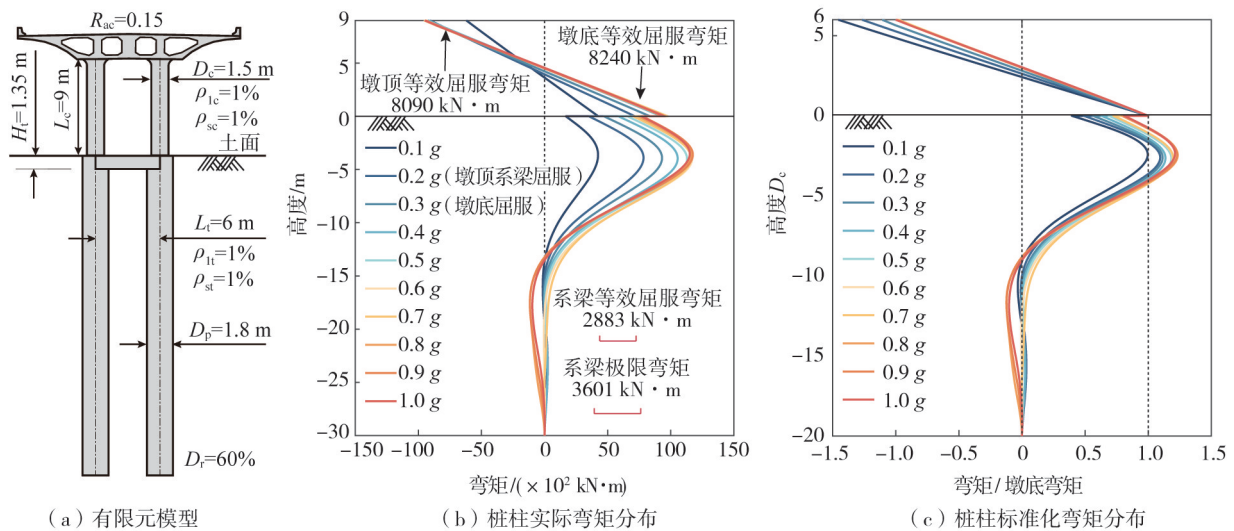 R_ac=0.15
H_t=1.35 m
L_c=9 m
D_c=1.5 m
ρ_1c=1%
ρ_sc=1%
土面
L_t=6 m
ρ_1t=1%
ρ_st=1%
D_p=1.8 m
D_r=60%
（a）有限元模型
高度/m
9
5
0
0
-5
-10
-15
-20
-25
-30
墩顶等效屈服弯矩
8090 kN·m
墩底等效屈服弯矩
8240 kN·m
0.1 g
0.2 g（墩顶系梁屈服）
0.3 g（墩底屈服）
0.4 g
0.5 g
0.6 g
0.7 g
0.8 g
0.9 g
1.0 g
系梁等效屈服弯矩
2883 kN·m
系梁极限弯矩
3601 kN·m
-150 -100 -50 0 50 100 150
弯矩/(×10² kN·m)
（b）桩柱实际弯矩分布
高度D_c
6
5
0
0
-5
-10
-15
-20
0.1 g
0.2 g
0.3 g
0.4 g
0.5 g
0.6 g
0.7 g
0.8 g
0.9 g
1.0 g
-1.5 -1.0 -0.5 0 0.5 1.0 1.5
弯矩/墩底弯矩
（c）桩柱标准化弯矩分布